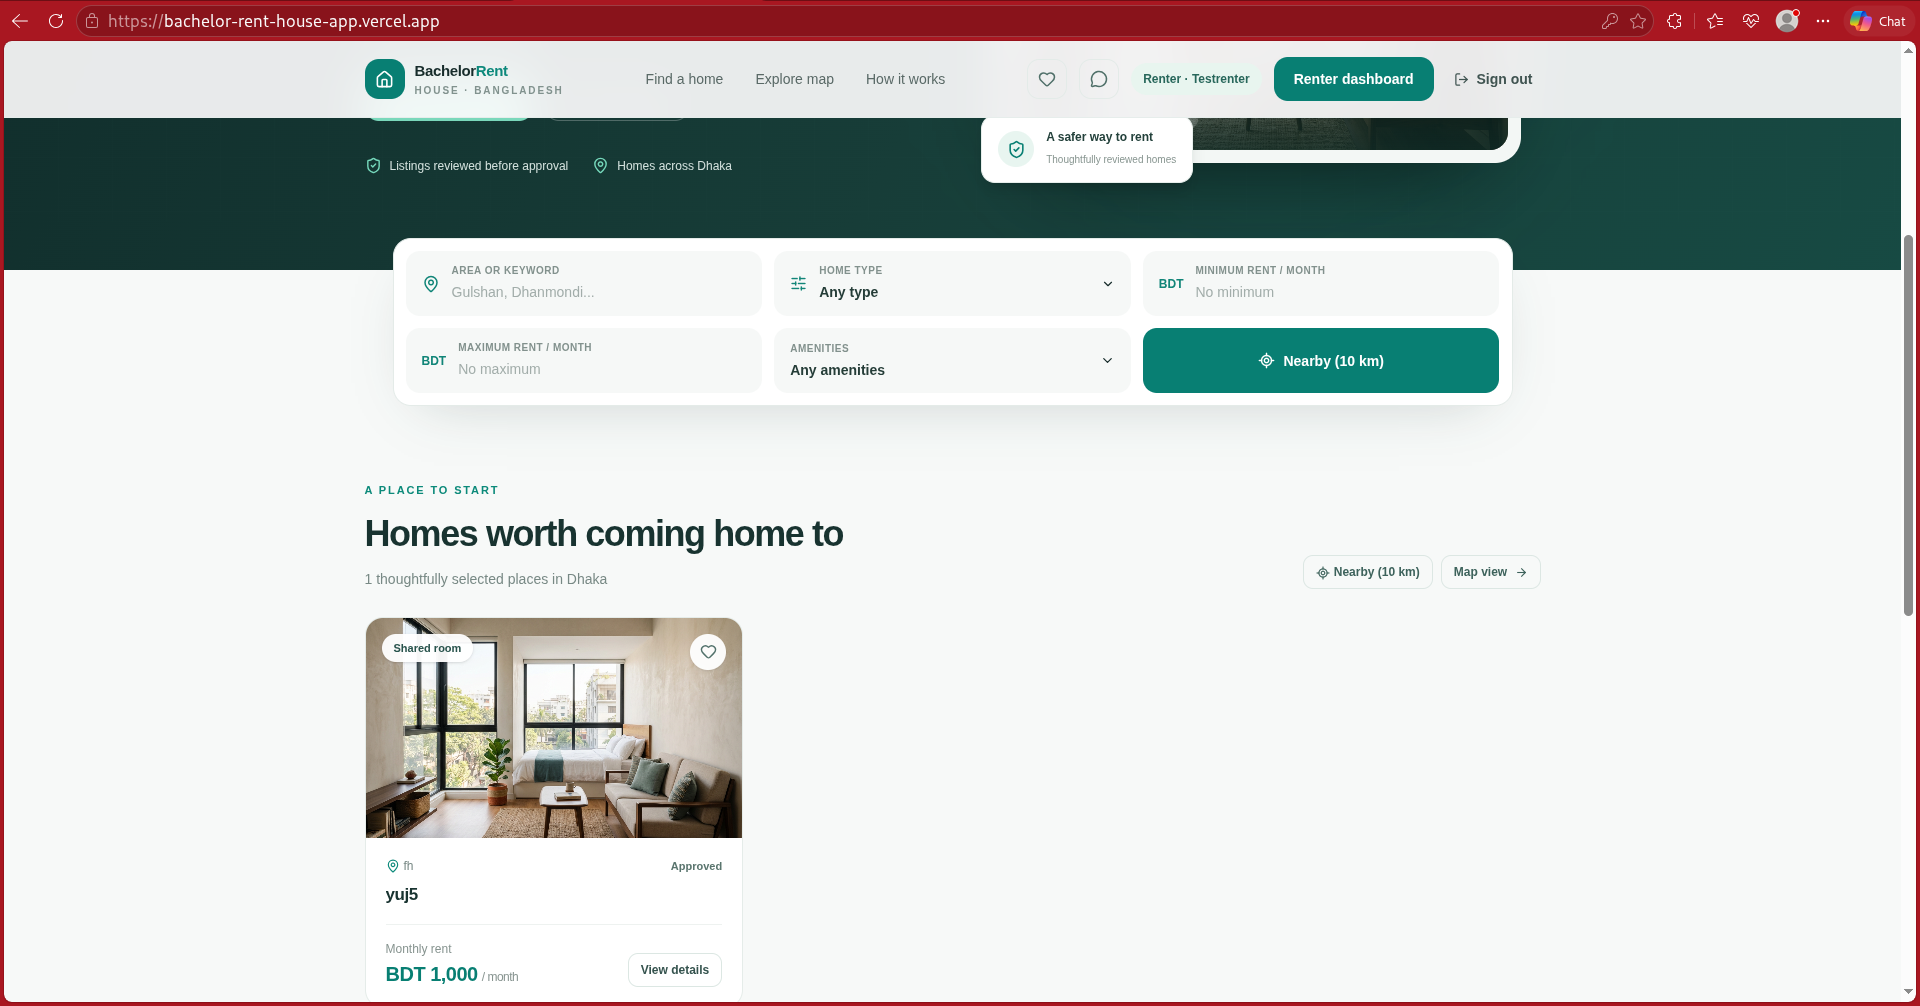 https://bachelor-rent-house-app.vercel.app
Chat
BachelorRent
HOUSE · BANGLADESH
Find a home
Explore map
How it works
Renter · Testrenter
Renter dashboard
Sign out
A safer way to rent
Thoughtfully reviewed homes
Listings reviewed before approval
Homes across Dhaka
AREA OR KEYWORD
Gulshan, Dhanmondi...
HOME TYPE
Any type
BDT
MINIMUM RENT / MONTH
No minimum
BDT
MAXIMUM RENT / MONTH
No maximum
AMENITIES
Any amenities
Nearby (10 km)
A PLACE TO START
Homes worth coming home to
1 thoughtfully selected places in Dhaka
Nearby (10 km)
Map view
Shared room
fh
Approved
yuj5
Monthly rent
BDT 1,000 / month
View details